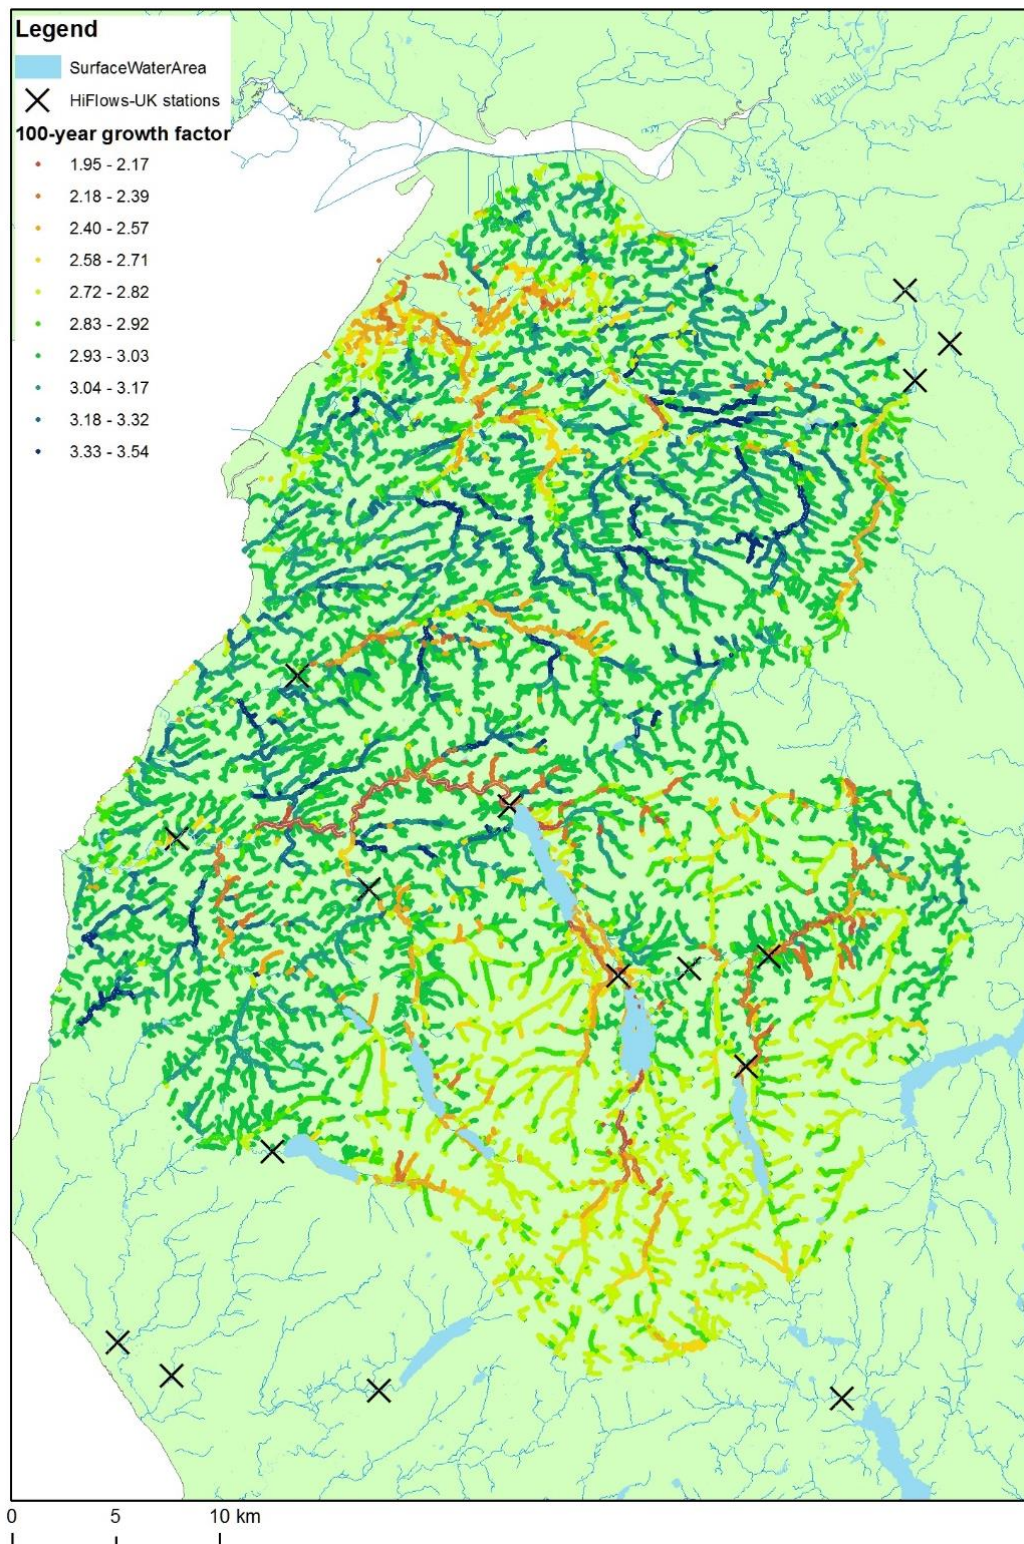 Legend
SurfaceWaterArea
HiFlows-UK stations
100-year growth factor
1.95 - 2.17
2.18 - 2.39
2.40 - 2.57
2.58 - 2.71
2.72 - 2.82
2.83 - 2.92
2.93 - 3.03
3.04 - 3.17
3.18 - 3.32
3.33 - 3.54
0 5 10 km